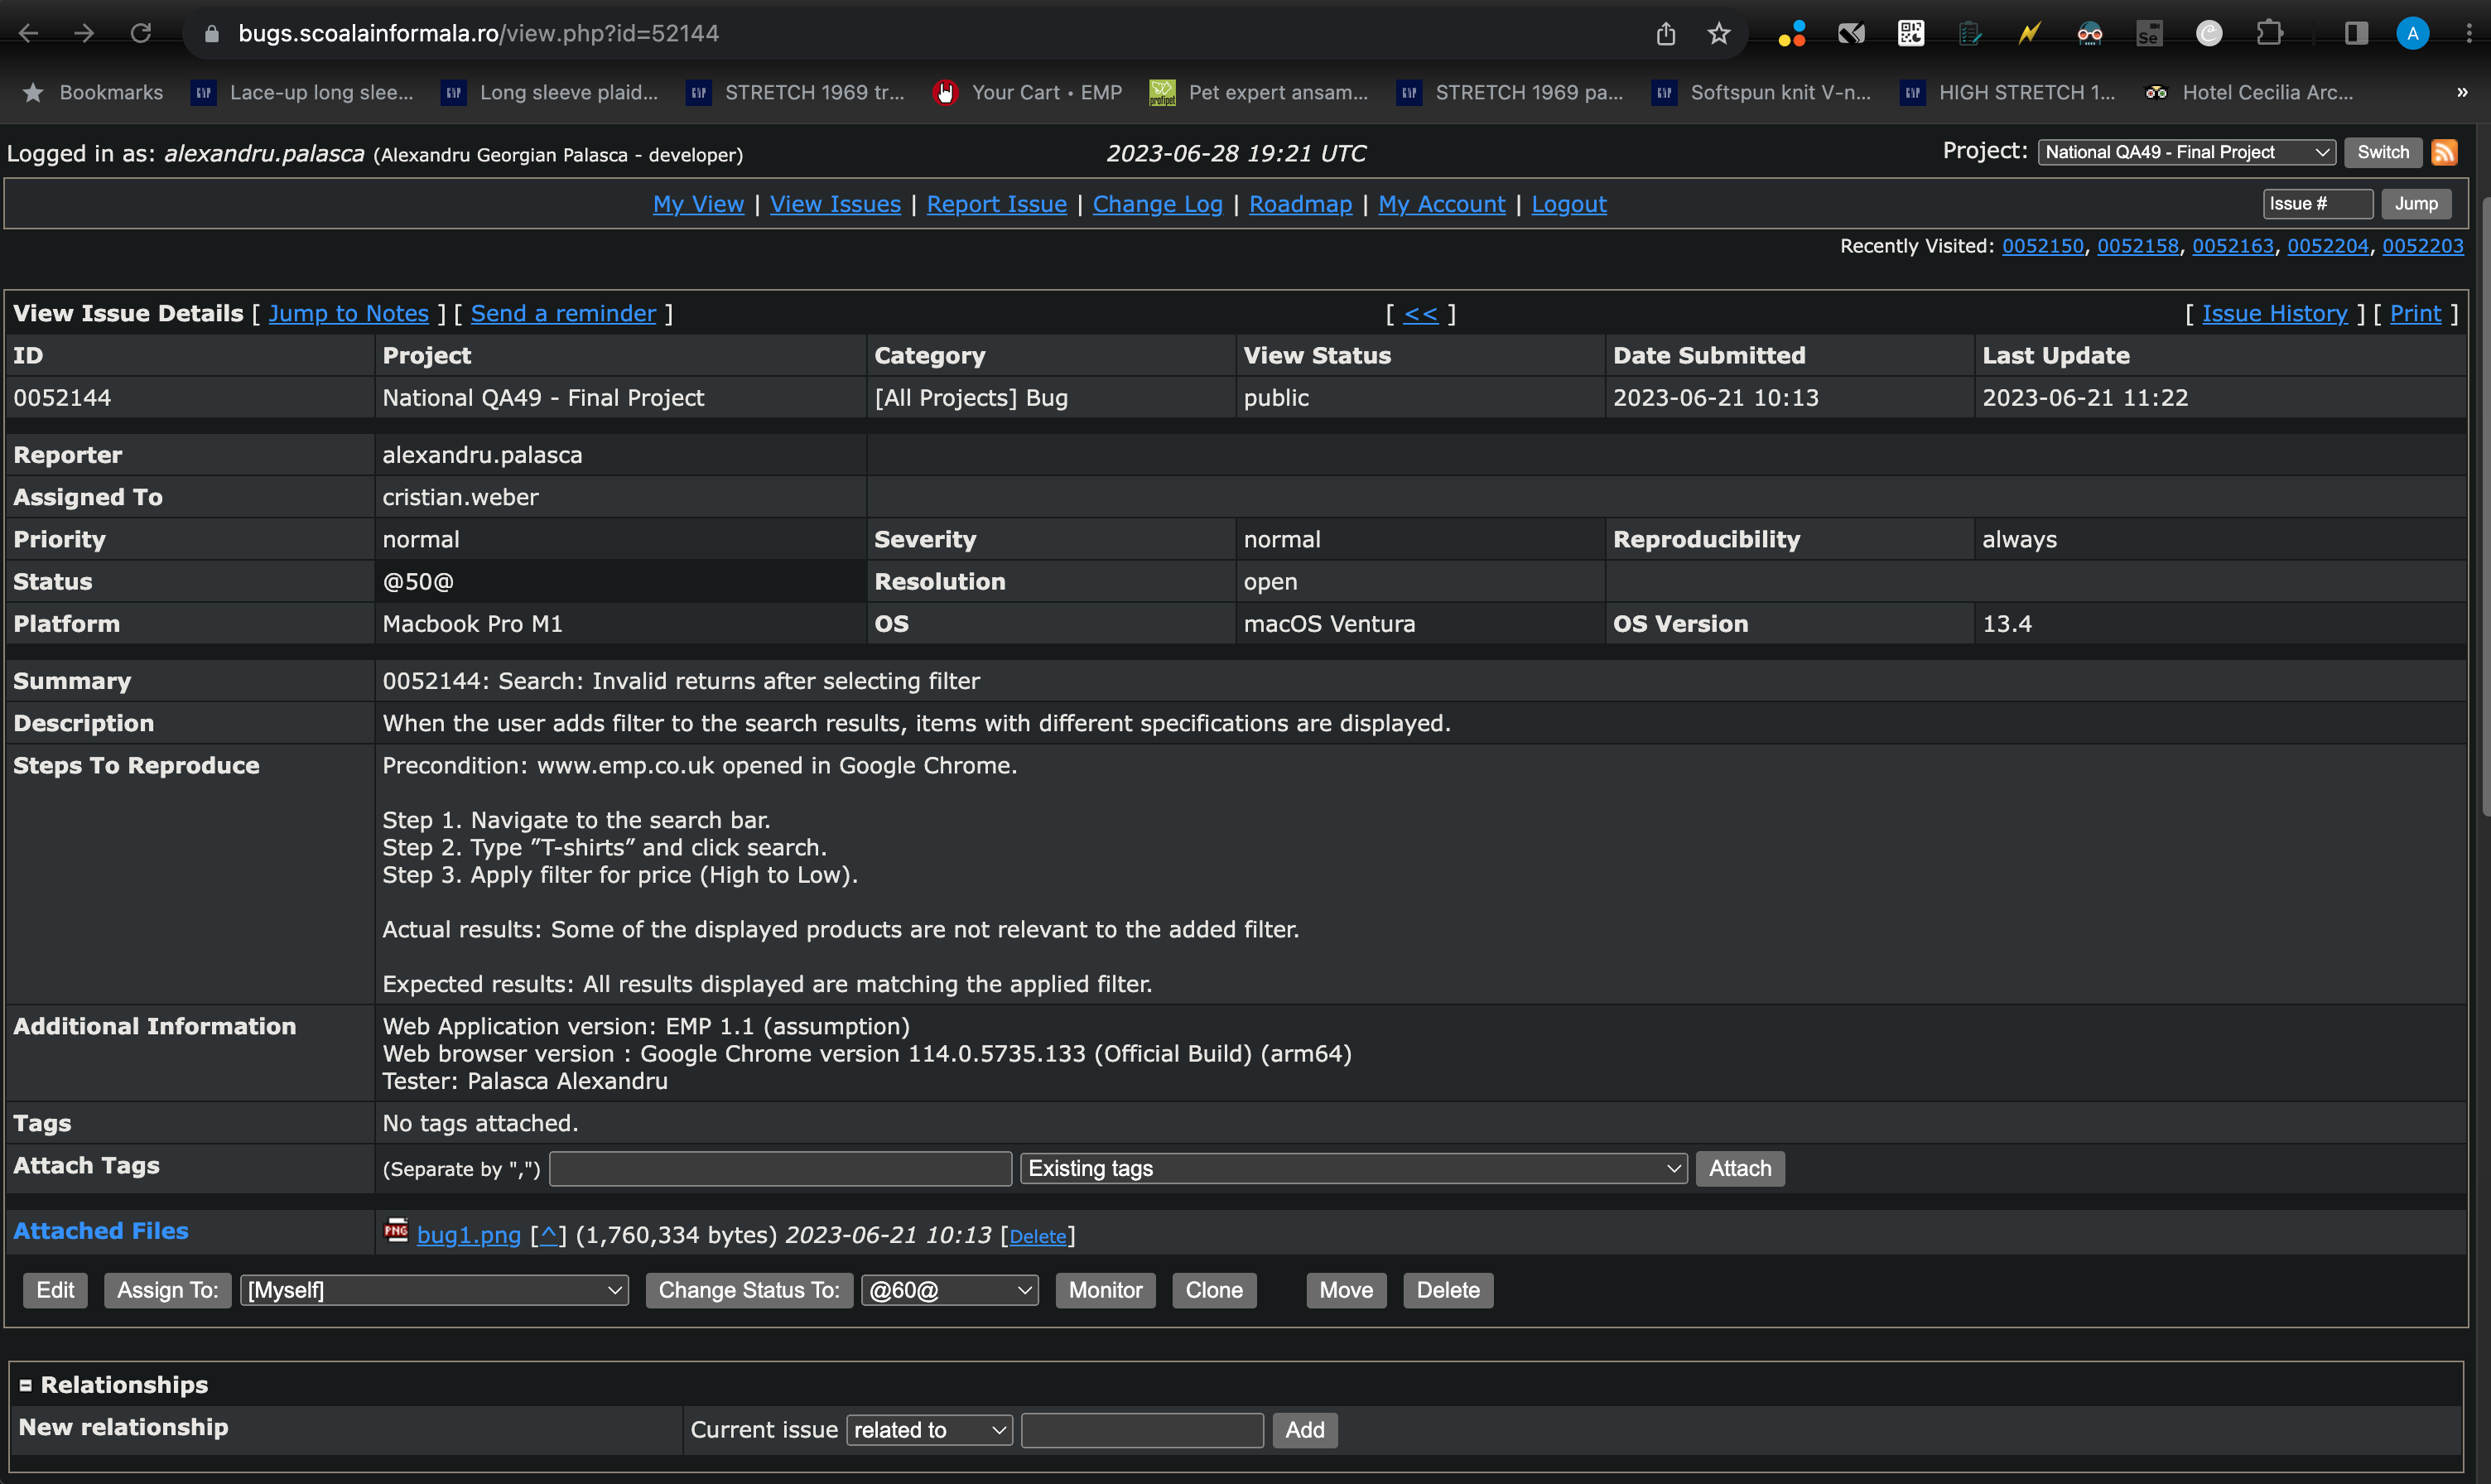 bugs.scoalainformala.ro/view.php?id=52144
A
Bookmarks
GAP Lace-up long slee...
GAP Long sleeve plaid...
GAP STRETCH 1969 tr...
Your Cart • EMP
Pet expert ansam...
GAP STRETCH 1969 pa...
GAP Softspun knit V-n...
GAP HIGH STRETCH 1...
Hotel Cecilia Arc...
»
Logged in as: alexandru.palasca (Alexandru Georgian Palasca - developer)
2023-06-28 19:21 UTC
Project: National QA49 - Final Project Switch
My View | View Issues | Report Issue | Change Log | Roadmap | My Account | Logout
Issue # Jump
Recently Visited: 0052150, 0052158, 0052163, 0052204, 0052203
View Issue Details [ Jump to Notes ] [ Send a reminder ] [ << ] [ Issue History ] [ Print ]
ID Project Category View Status Date Submitted Last Update
0052144 National QA49 - Final Project [All Projects] Bug public 2023-06-21 10:13 2023-06-21 11:22
Reporter alexandru.palasca
Assigned To cristian.weber
Priority normal Severity normal Reproducibility always
Status @50@ Resolution open
Platform Macbook Pro M1 OS macOS Ventura OS Version 13.4
Summary 0052144: Search: Invalid returns after selecting filter
Description When the user adds filter to the search results, items with different specifications are displayed.
Steps To Reproduce Precondition: www.emp.co.uk opened in Google Chrome.
Step 1. Navigate to the search bar.
Step 2. Type ”T-shirts” and click search.
Step 3. Apply filter for price (High to Low).
Actual results: Some of the displayed products are not relevant to the added filter.
Expected results: All results displayed are matching the applied filter.
Additional Information Web Application version: EMP 1.1 (assumption)
Web browser version : Google Chrome version 114.0.5735.133 (Official Build) (arm64)
Tester: Palasca Alexandru
Tags No tags attached.
Attach Tags (Separate by ",") Existing tags Attach
Attached Files PNG bug1.png [^] (1,760,334 bytes) 2023-06-21 10:13 [Delete]
Edit Assign To: [Myself] Change Status To: @60@ Monitor Clone Move Delete
Relationships
New relationship Current issue related to Add